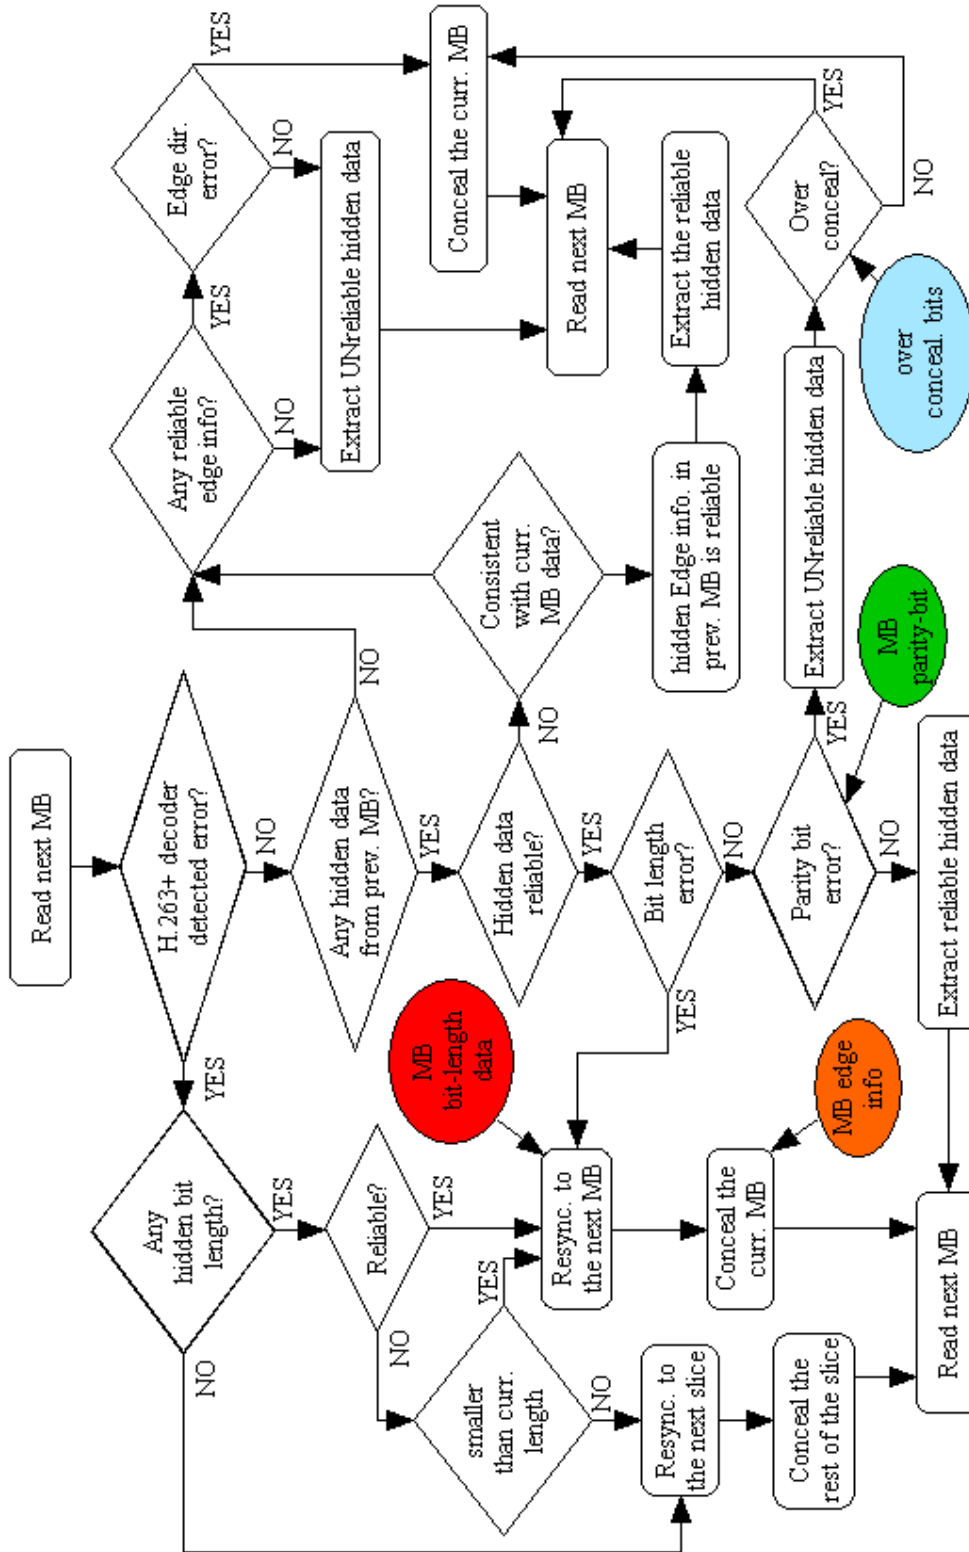 Read next MB
H.263+ decoder
detected error?
YES
NO
Any
hidden bit
length?
YES
NO
Reliable?
YES
NO
smaller
than curr.
length
YES
NO
Resync. to
the next slice
Conceal the
rest of the slice
MB
bit-length
data
Resync. to
the next MB
MB edge
info
Conceal the
curr. MB
Read next MB
Any hidden data
from prev. MB?
NO
YES
Hidden data
reliable?
NO
YES
Bit length
error?
YES
NO
Parity bit
error?
YES
NO
MB
parity-bit
Extract reliable hidden data
Any reliable
edge info?
YES
NO
Edge dir.
error?
YES
NO
Extract UNreliable hidden data
Conceal the curr. MB
Read next MB
Consistent
with curr.
MB data?
hidden Edge info. in
prev. MB is reliable
Extract the reliable
hidden data
Extract UNreliable hidden data
Over
conceal?
YES
NO
over
conceal. bits